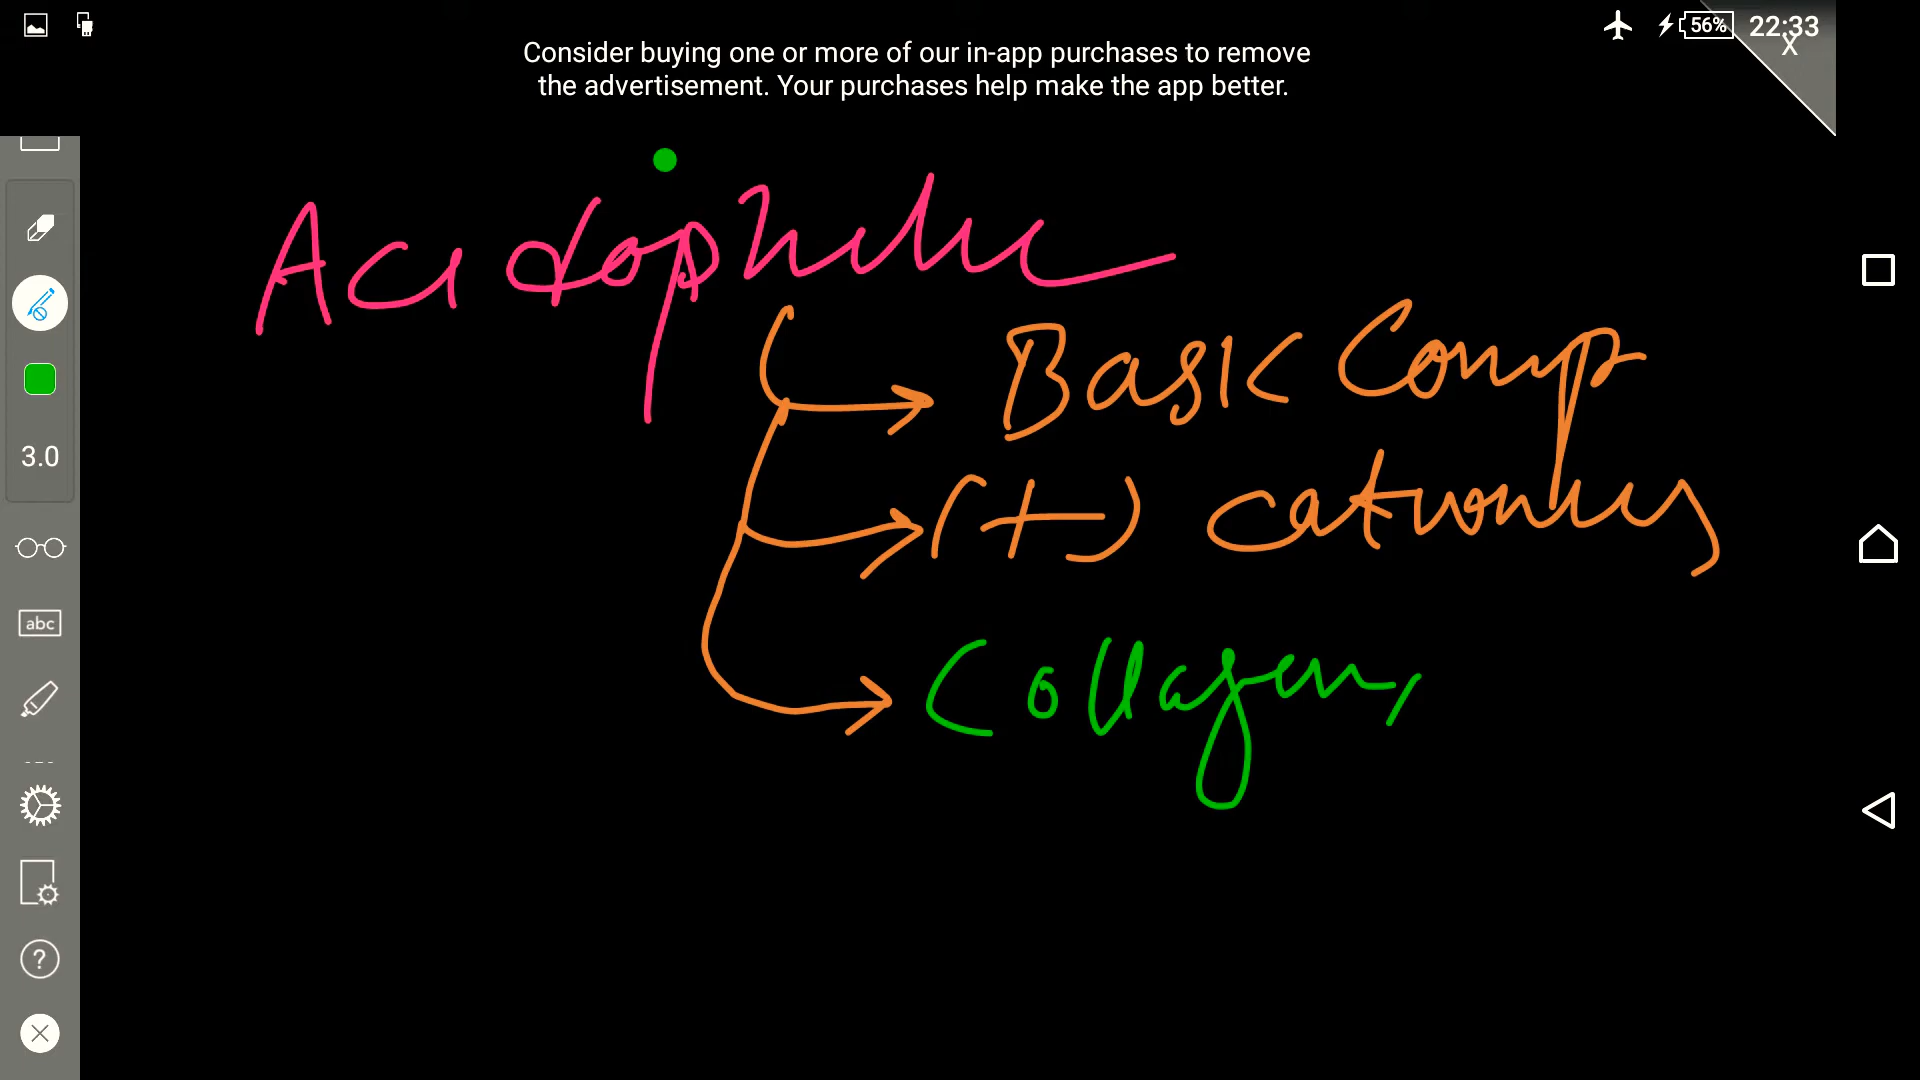 56% 22:33
X
Consider buying one or more of our in-app purchases to remove
the advertisement. Your purchases help make the app better.
Acidophilic
Basic Comp
3.0
(+)
abc
Collagen,
?